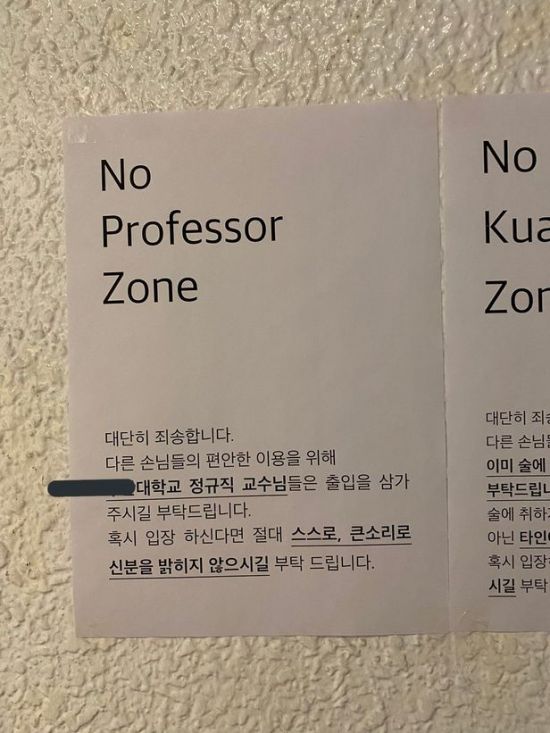 No
Professor
Zone
대단히 죄송합니다.
다른 손님들의 편안한 이용을 위해
대학교 정규직 교수님들은 출입을 삼가
주시길 부탁드립니다.
혹시 입장 하신다면 절대 스스로, 큰소리로
신분을 밝히지 않으시길 부탁 드립니다.
No
Kua
Zon
대단히 죄송
다른 손님들
이미 술에
부탁드립니
술에 취하
아닌 타인에
혹시 입장하
시길 부탁